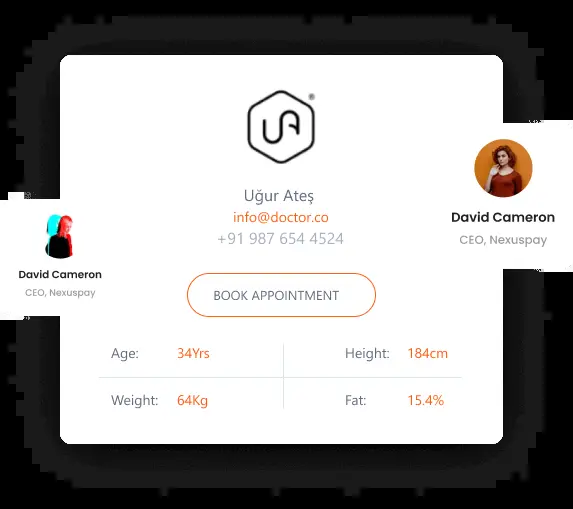 UA ®
Uğur Ateş
info@doctor.co
+91 987 654 4524
BOOK APPOINTMENT
Age: 34Yrs
Height: 184cm
Weight: 64Kg
Fat: 15.4%
David Cameron
CEO, Nexuspay
David Cameron
CEO, Nexuspay